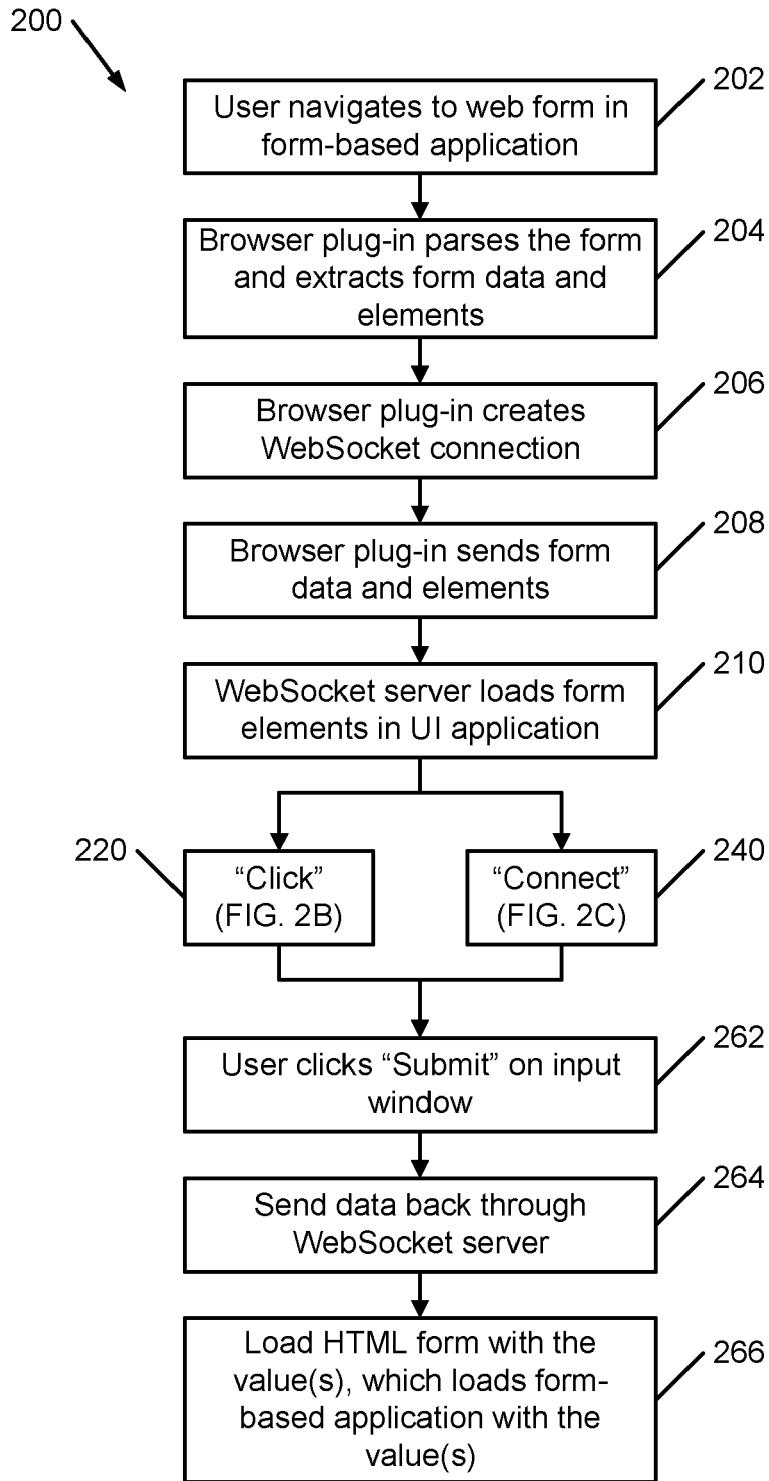 200
202
User navigates to web form in
form-based application
204
Browser plug-in parses the form
and extracts form data and
elements
206
Browser plug-in creates
WebSocket connection
208
Browser plug-in sends form
data and elements
210
WebSocket server loads form
elements in UI application
220
“Click”
(FIG. 2B)
240
“Connect”
(FIG. 2C)
262
User clicks “Submit” on input
window
264
Send data back through
WebSocket server
266
Load HTML form with the
value(s), which loads form-
based application with the
value(s)